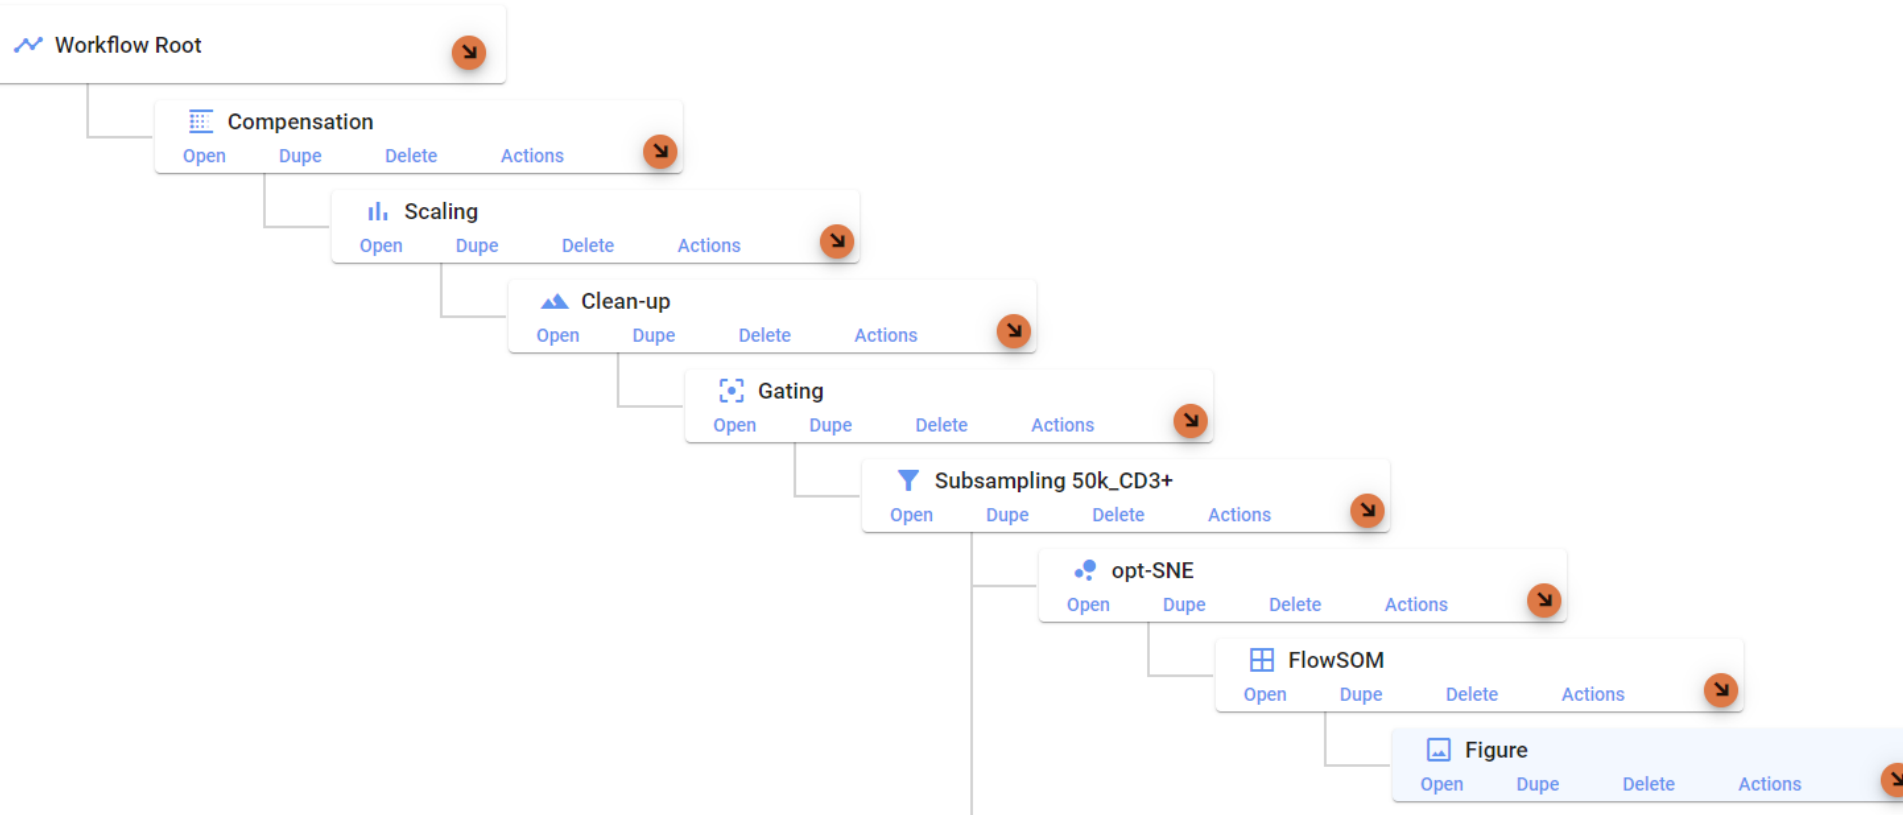 Workflow Root
Compensation
Open Dupe Delete Actions
Scaling
Open Dupe Delete Actions
Clean-up
Open Dupe Delete Actions
Gating
Open Dupe Delete Actions
Subsampling 50k_CD3+
Open Dupe Delete Actions
opt-SNE
Open Dupe Delete Actions
FlowSOM
Open Dupe Delete Actions
Figure
Open Dupe Delete Actions